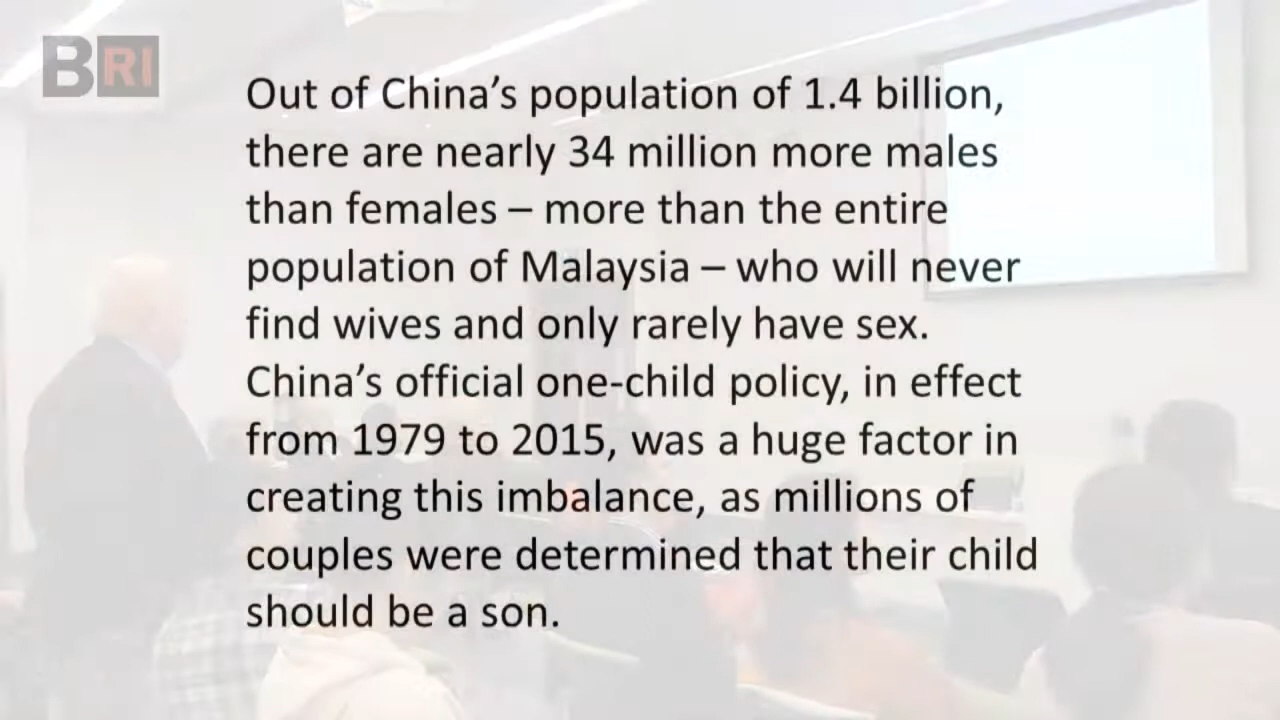 BRI
Out of China’s population of 1.4 billion,
there are nearly 34 million more males
than females – more than the entire
population of Malaysia – who will never
find wives and only rarely have sex.
China’s official one-child policy, in effect
from 1979 to 2015, was a huge factor in
creating this imbalance, as millions of
couples were determined that their child
should be a son.